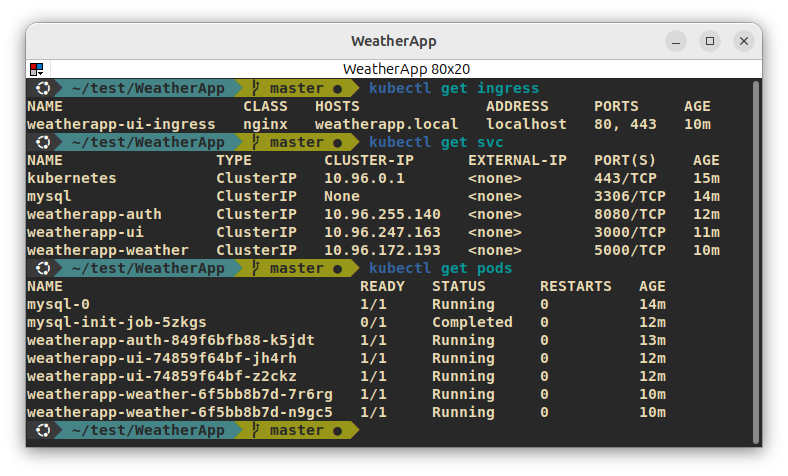 WeatherApp
WeatherApp 80x20
~/test/WeatherApp master ● kubectl get ingress
NAME CLASS HOSTS ADDRESS PORTS AGE
weatherapp-ui-ingress nginx weatherapp.local localhost 80, 443 10m
~/test/WeatherApp master ● kubectl get svc
NAME TYPE CLUSTER-IP EXTERNAL-IP PORT(S) AGE
kubernetes ClusterIP 10.96.0.1 <none> 443/TCP 15m
mysql ClusterIP None <none> 3306/TCP 14m
weatherapp-auth ClusterIP 10.96.255.140 <none> 8080/TCP 12m
weatherapp-ui ClusterIP 10.96.247.163 <none> 3000/TCP 11m
weatherapp-weather ClusterIP 10.96.172.193 <none> 5000/TCP 10m
~/test/WeatherApp master ● kubectl get pods
NAME READY STATUS RESTARTS AGE
mysql-0 1/1 Running 0 14m
mysql-init-job-5zkgs 0/1 Completed 0 12m
weatherapp-auth-849f6bfb88-k5jdt 1/1 Running 0 13m
weatherapp-ui-74859f64bf-jh4rh 1/1 Running 0 12m
weatherapp-ui-74859f64bf-z2ckz 1/1 Running 0 12m
weatherapp-weather-6f5bb8b7d-7r6rg 1/1 Running 0 10m
weatherapp-weather-6f5bb8b7d-n9gc5 1/1 Running 0 10m
~/test/WeatherApp master ●